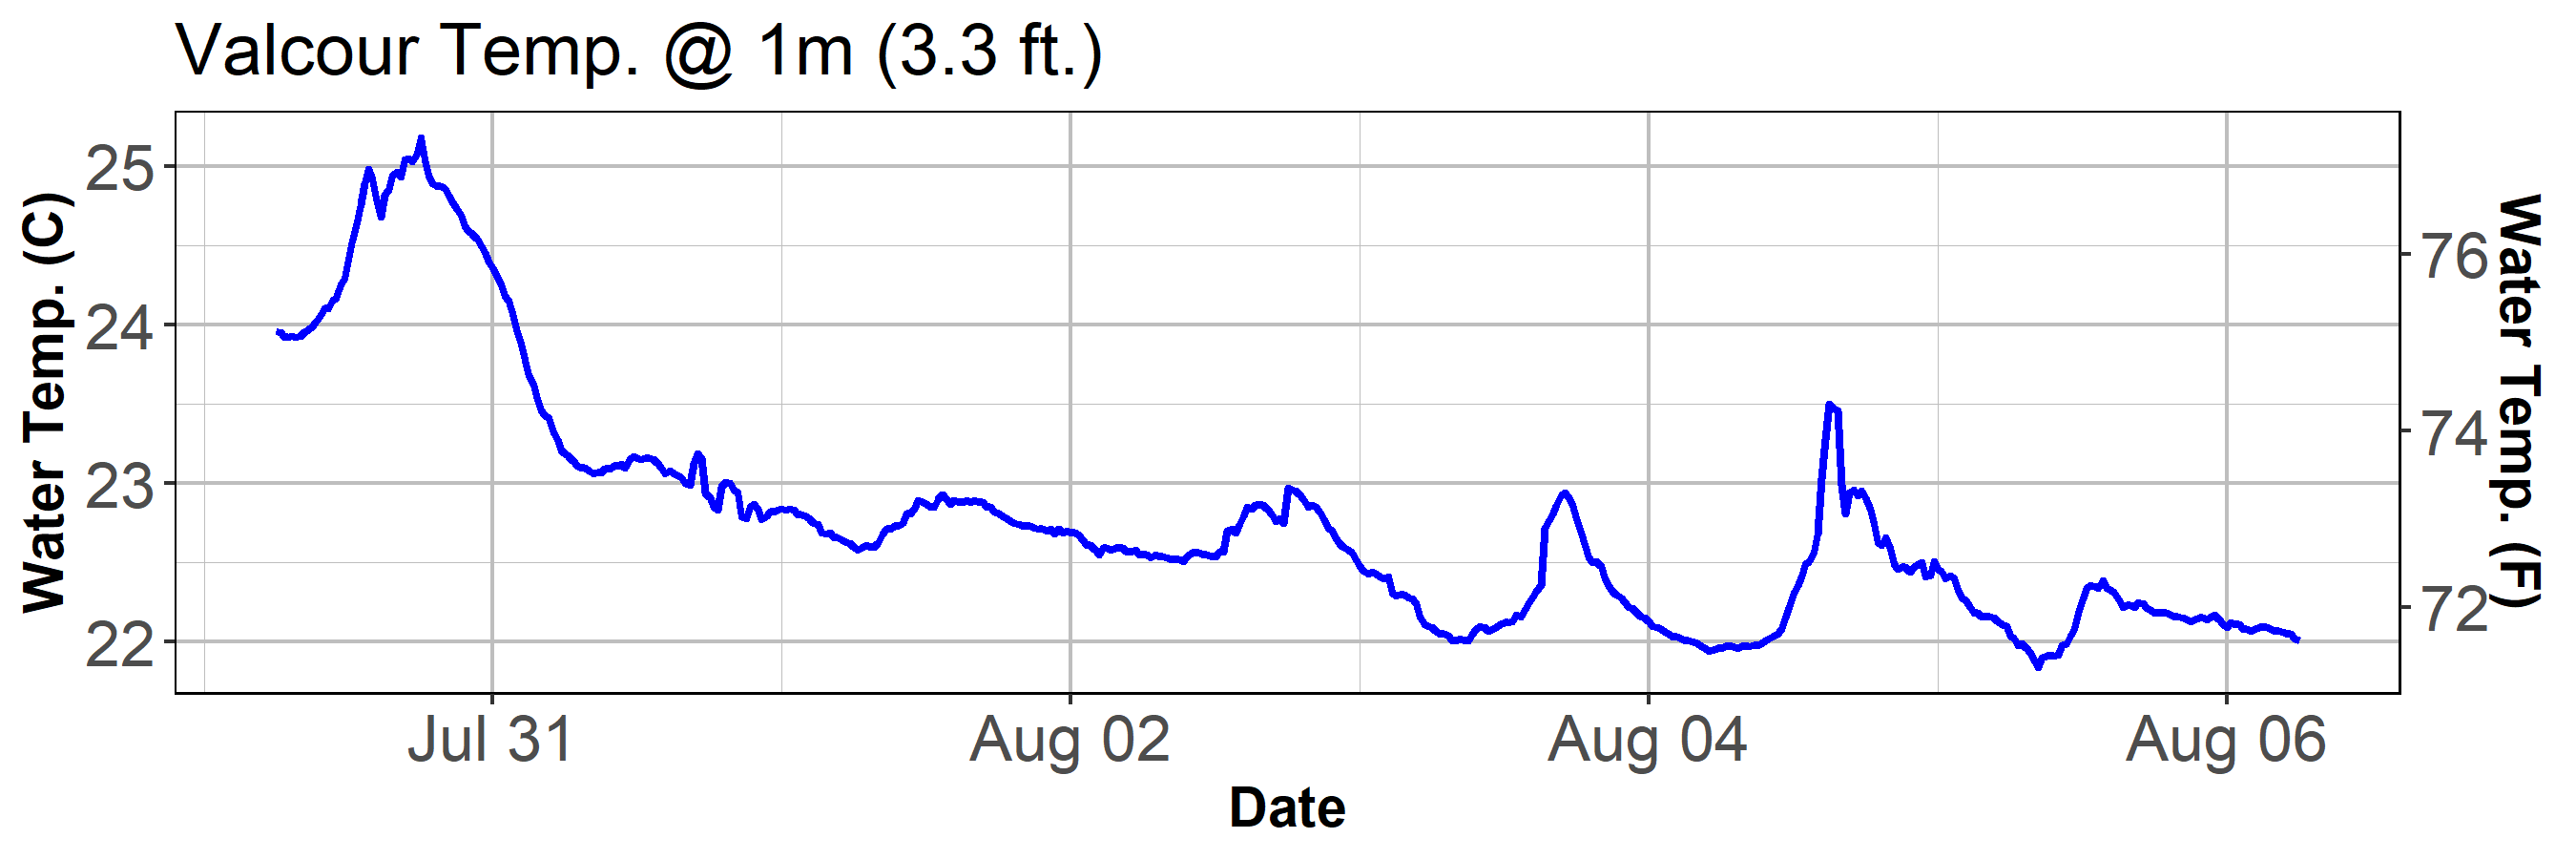 Valcour Temp. @ 1m (3.3 ft.)
Water Temp. (C)
25
24
23
22
76
74
72
Water Temp. (F)
Jul 31
Aug 02
Aug 04
Aug 06
Date